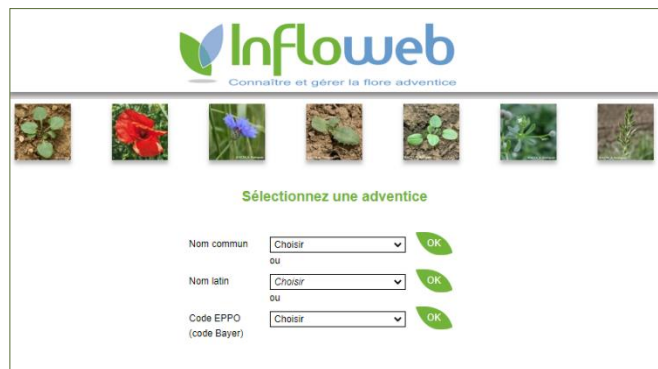 Infloweb
Connaître et gérer la flore adventice
Sélectionnez une adventice
Nom commun Choisir OK
ou
Nom latin Choisir OK
ou
Code EPPO Choisir OK
(code Bayer)